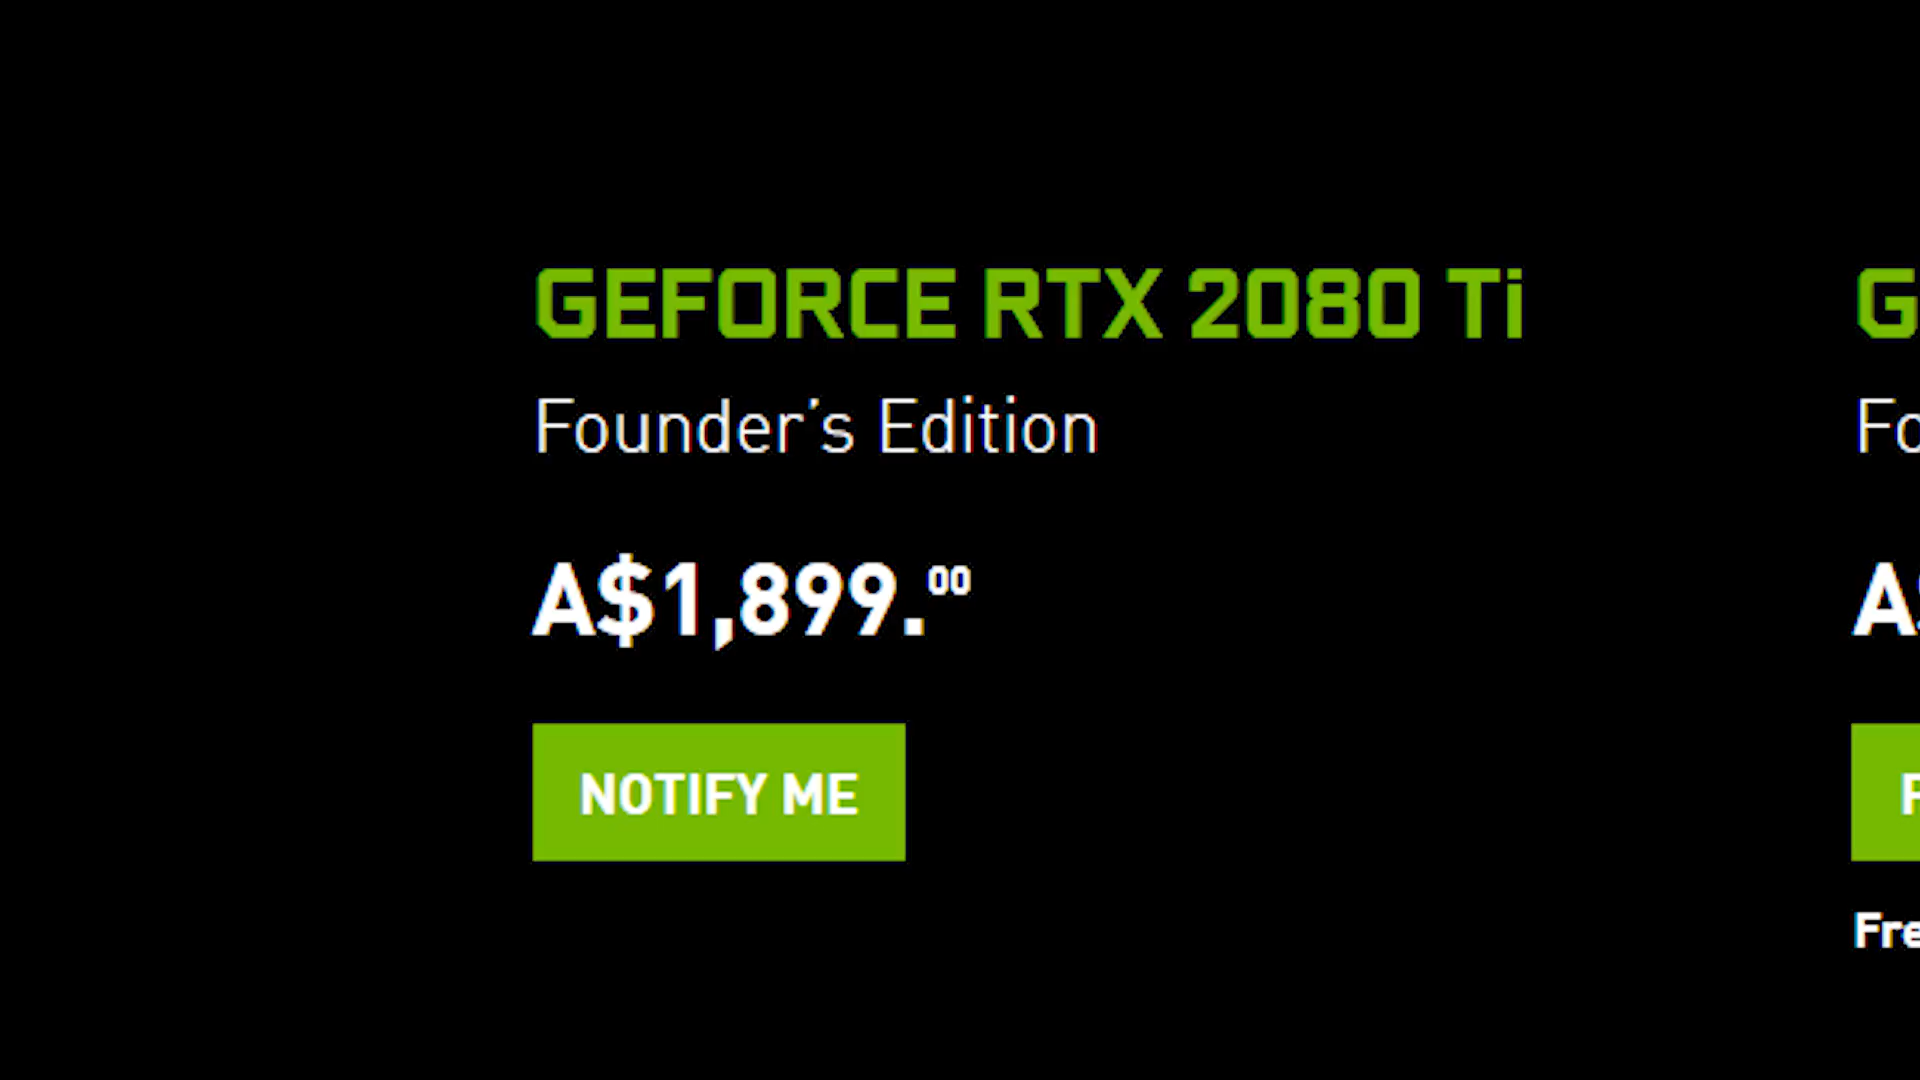 GEFORCE RTX 2080 Ti
Founder’s Edition
A$1,899.00
NOTIFY ME